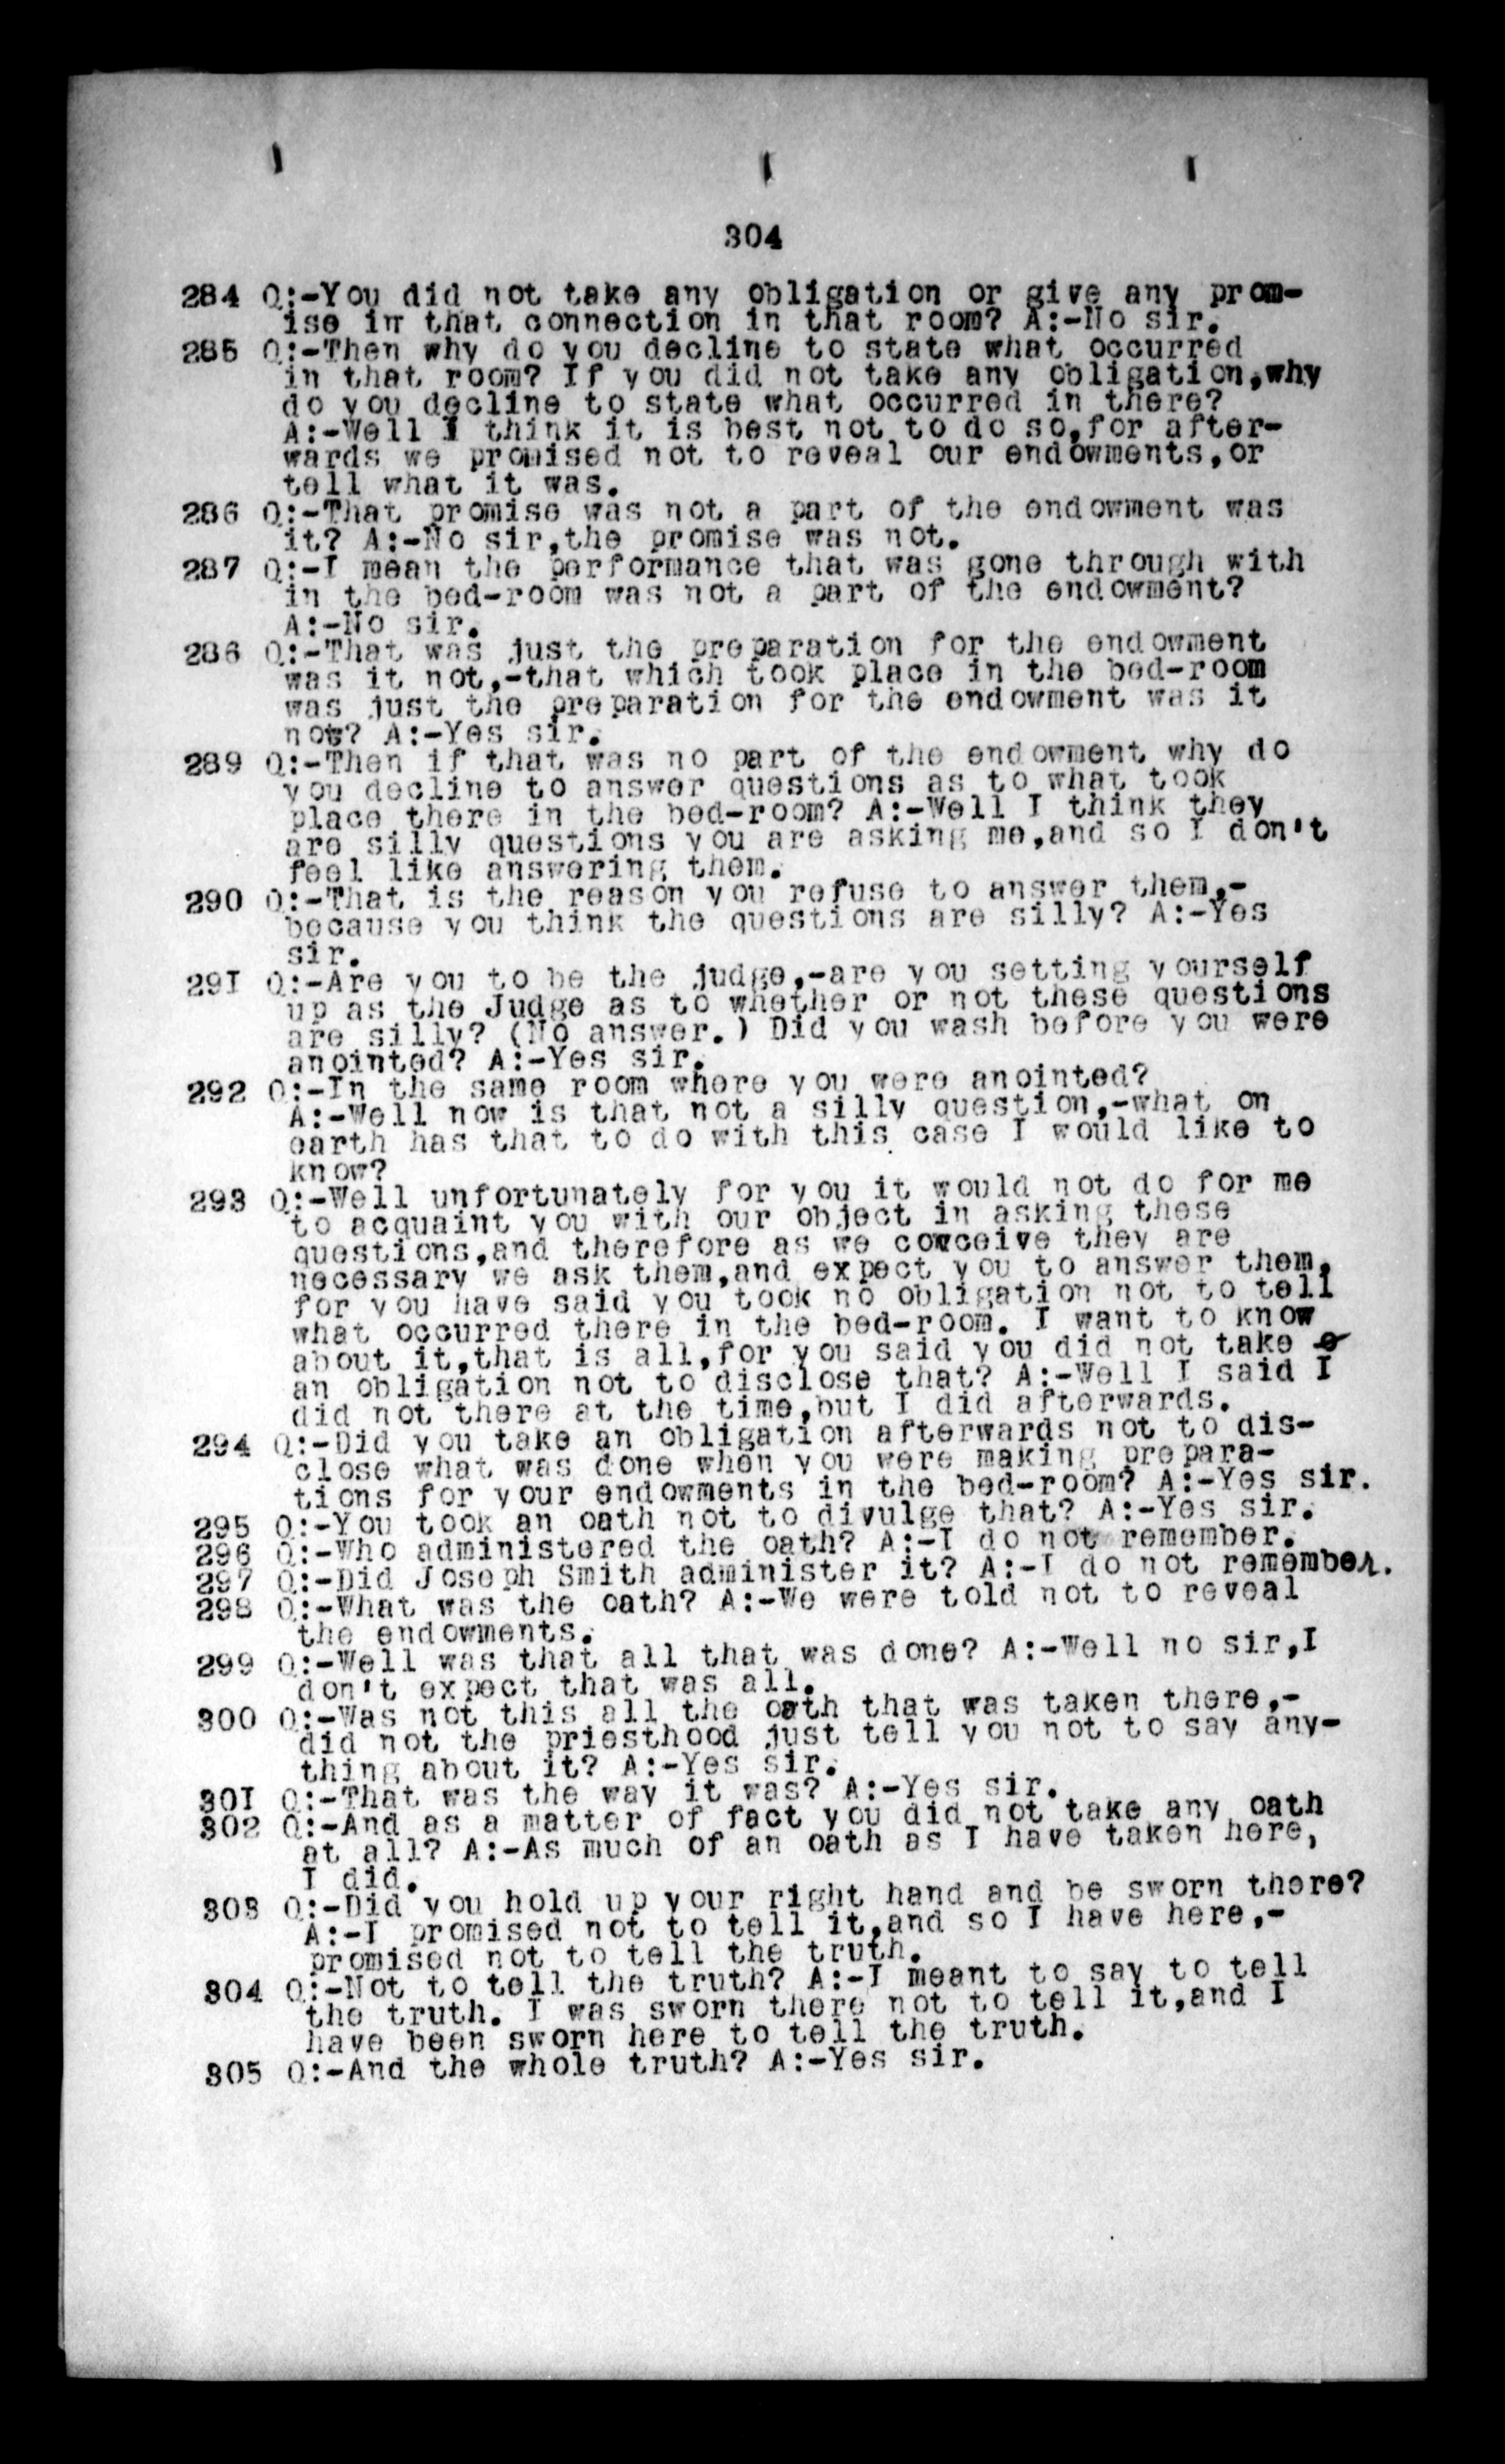 304
284 Q:-You did not take any obligation or give any prom-
ise in that connection in that room? A:-No sir.
285 Q:-Then why do you decline to state what occurred
in that room? If you did not take any obligation,why
do you decline to state what occurred in there?
A:-Well I think it is best not to do so,for after-
wards we promised not to reveal our endowments,or
tell what it was.
286 Q:-That promise was not a part of the endowment was
it? A:-No sir,the promise was not.
287 Q:-I mean the performance that was gone through with
in the bed-room was not a part of the endowment?
A:-No sir.
286 Q:-That was just the preparation for the endowment
was it not,-that which took place in the bed-room
was just the preparation for the endowment was it
not? A:-Yes sir.
289 Q:-Then if that was no part of the endowment why do
you decline to answer questions as to what took
place there in the bed-room? A:-Well I think they
are silly questions you are asking me,and so I don't
feel like answering them.
290 Q:-That is the reason you refuse to answer them,-
because you think the questions are silly? A:-Yes
sir.
291 Q:-Are you to be the judge,-are you setting yourself
up as the Judge as to whether or not these questions
are silly? (No answer.) Did you wash before you were
anointed? A:-Yes sir.
292 Q:-In the same room where you were anointed?
A:-Well now is that not a silly question,-what on
earth has that to do with this case I would like to
know?
293 Q:-Well unfortunately for you it would not do for me
to acquaint you with our object in asking these
questions,and therefore as we conceive they are
necessary we ask them,and expect you to answer them,
for you have said you took no obligation not to tell
what occurred there in the bed-room. I want to know
about it,that is all,for you said you did not take
an obligation not to disclose that? A:-Well I said I
did not there at the time,but I did afterwards.
294 Q:-Did you take an obligation afterwards not to dis-
close what was done when you were making prepara-
tions for your endowments in the bed-room? A:-Yes sir.
295 Q:-You took an oath not to divulge that? A:-Yes sir.
296 Q:-Who administered the oath? A:-I do not remember.
297 Q:-Did Joseph Smith administer it? A:-I do not remember.
298 Q:-What was the oath? A:-We were told not to reveal
the endowments.
299 Q:-Well was that all that was done? A:-Well no sir,I
don't expect that was all.
300 Q:-Was not this all the oath that was taken there,-
did not the priesthood just tell you not to say any-
thing about it? A:-Yes sir.
301 Q:-That was the way it was? A:-Yes sir.
302 Q:-And as a matter of fact you did not take any oath
at all? A:-As much of an oath as I have taken here,
I did.
303 Q:-Did you hold up your right hand and be sworn there?
A:-I promised not to tell it,and so I have here,-
promised not to tell the truth.
304 Q:-Not to tell the truth? A:-I meant to say to tell
the truth. I was sworn there not to tell it,and I
have been sworn here to tell the truth.
305 Q:-And the whole truth? A:-Yes sir.